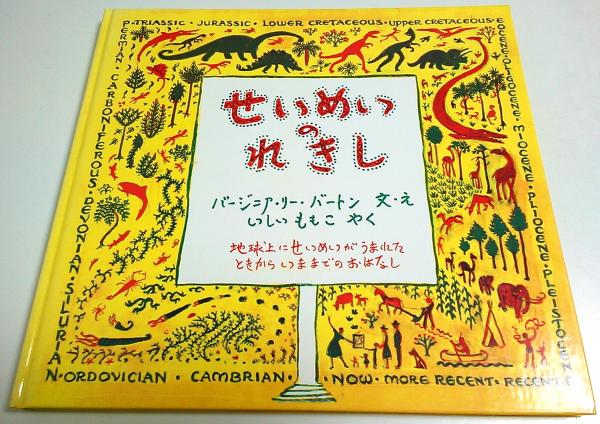 PERMIAN · TRIASSIC · JURASSIC · LOWER CRETACEOUS · UPPER CRETACEOUS ·
EOCENE · OLIGOCENE · MIOCENE · PLIOCENE · PLEISTOCENE
せいめいの
れきし
バージニア・リー・バートン 文・え
いしい ももこ やく
地球上にせいめいがうまれた
ときからいままでのおはなし
CARBONIFEROUS · DEVONIAN · SILURIAN
ORDOVICIAN · CAMBRIAN · NOW · MORE RECENT · RECENT